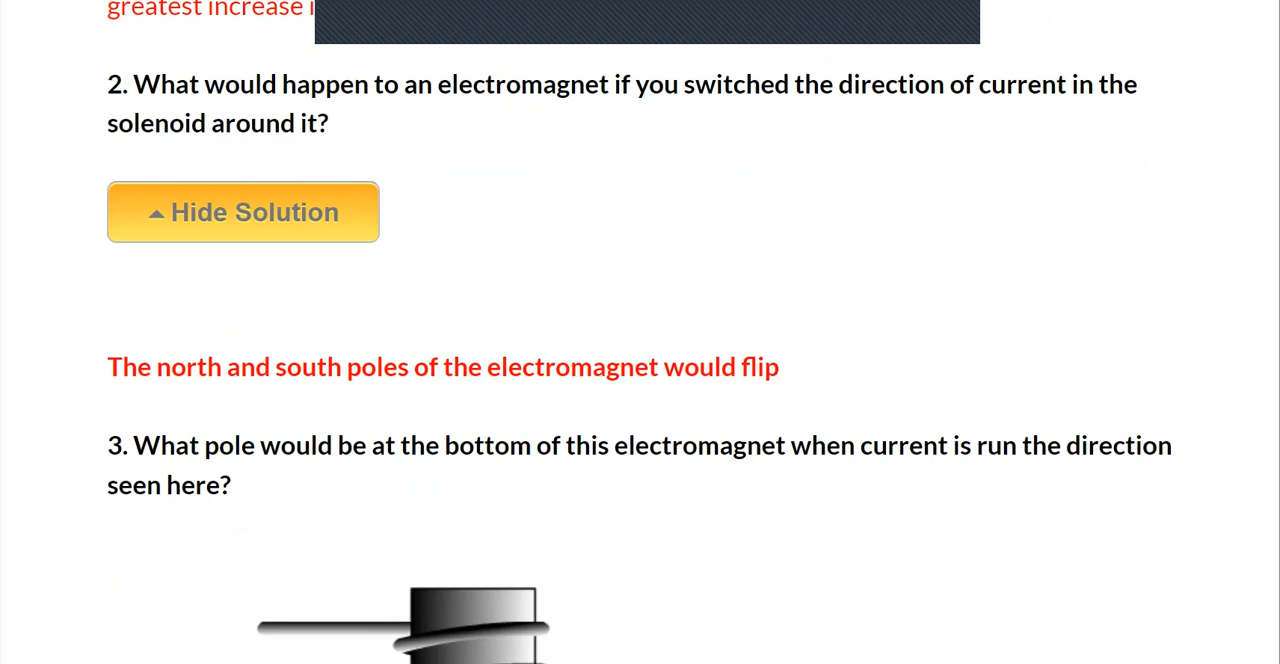 greatest increase i
2. What would happen to an electromagnet if you switched the direction of current in the
solenoid around it?
Hide Solution
The north and south poles of the electromagnet would flip
3. What pole would be at the bottom of this electromagnet when current is run the direction
seen here?